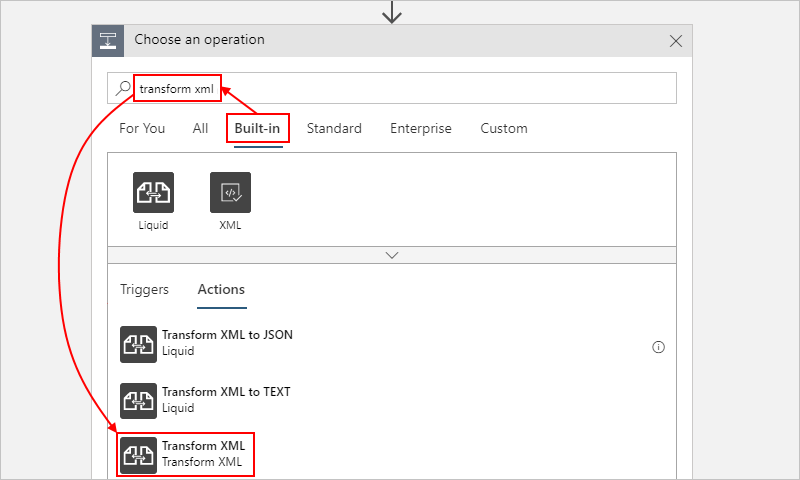 Choose an operation
transform xml
For You All Built-in Standard Enterprise Custom
Liquid XML
Triggers Actions
Transform XML to JSON
Liquid
Transform XML to TEXT
Liquid
Transform XML
Transform XML